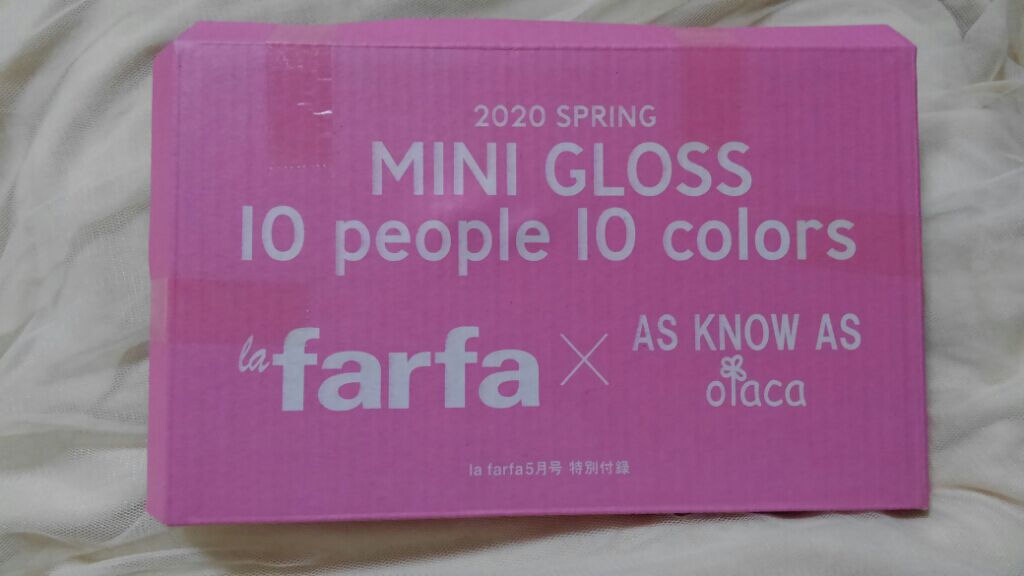 2020 SPRING
MINI GLOSS
10 people 10 colors
la farfa × AS KNOW AS
olaca
la farfa5月号 特別付録